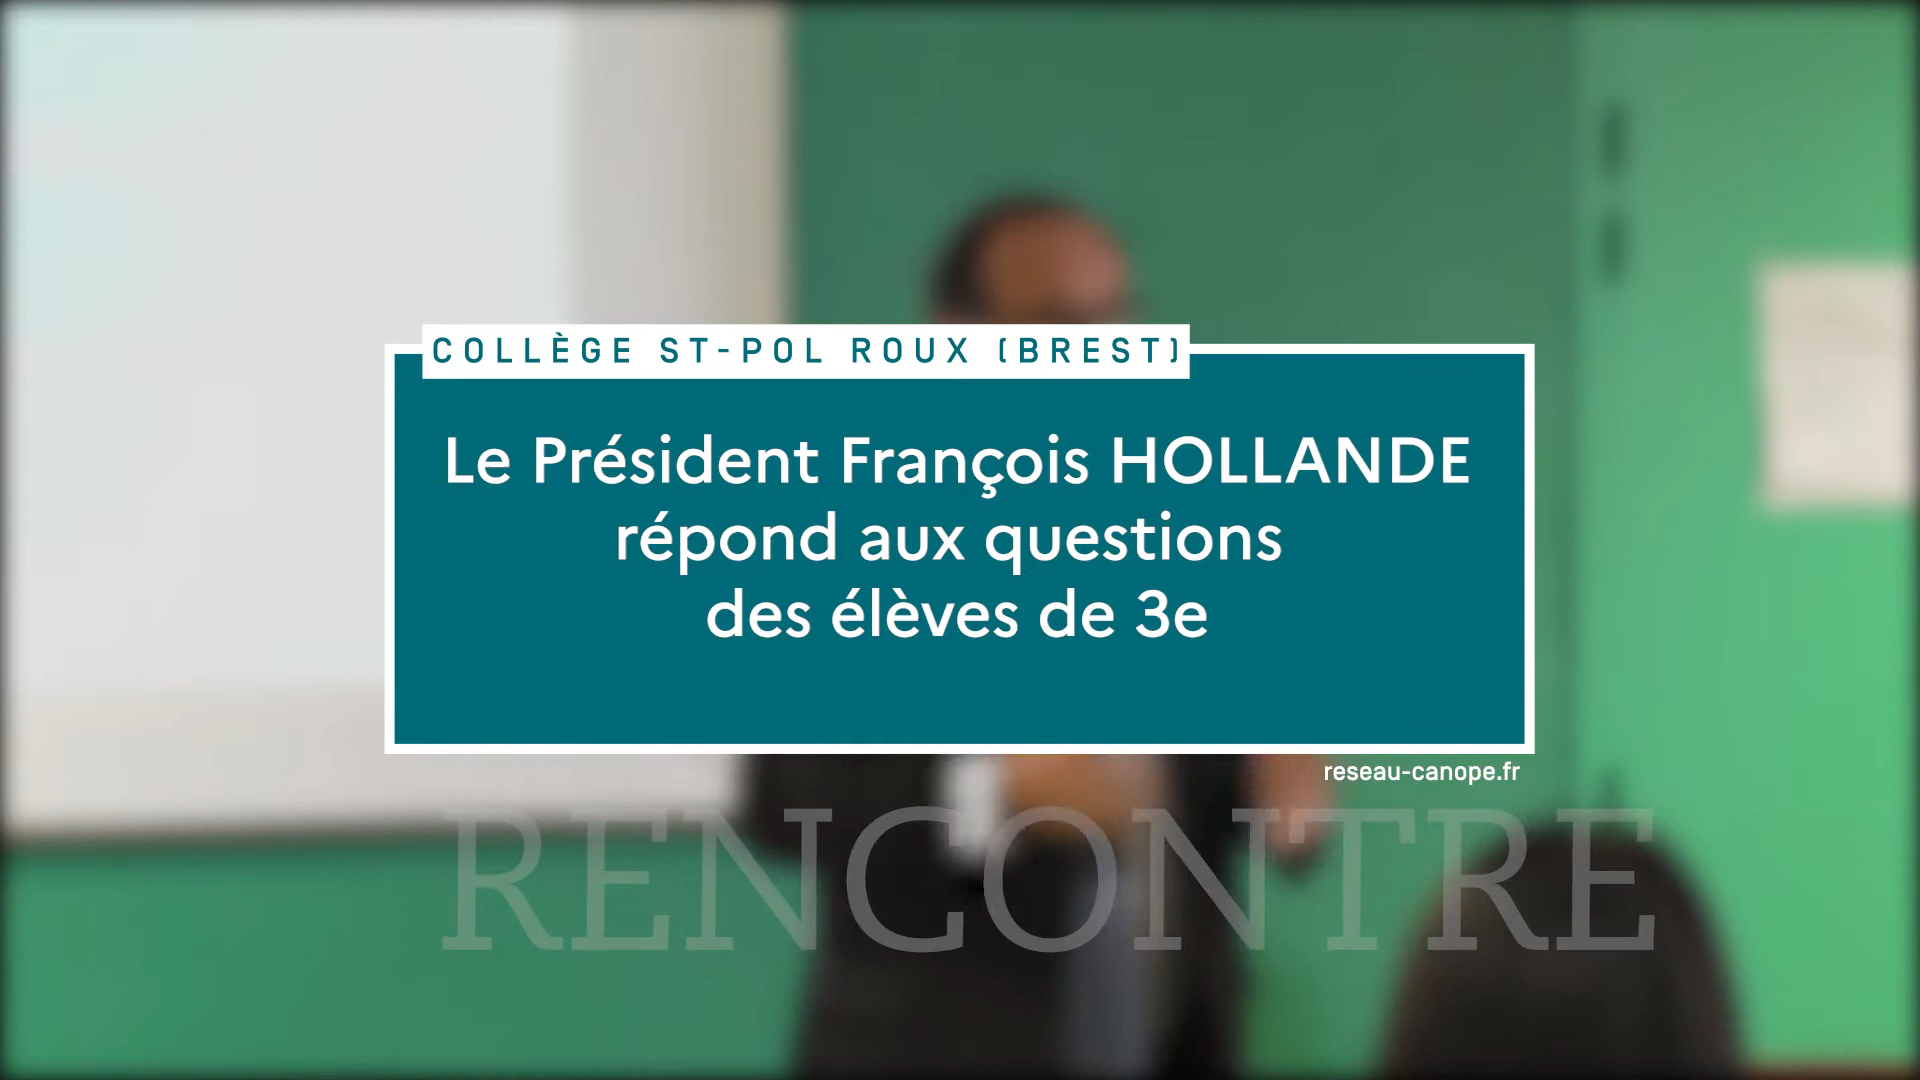 COLLÈGE ST-POL ROUX (BREST)
Le Président François HOLLANDE
répond aux questions
des élèves de 3e
reseau-canope.fr
RENCONTRE